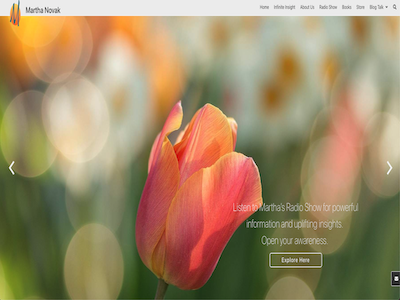 Martha Novak
Home Infinite Insight About Us Radio Show Books Store Blog Talk
Listen to Martha's Radio Show for powerful
information and uplifting insights.
Open your awareness.
Explore Here